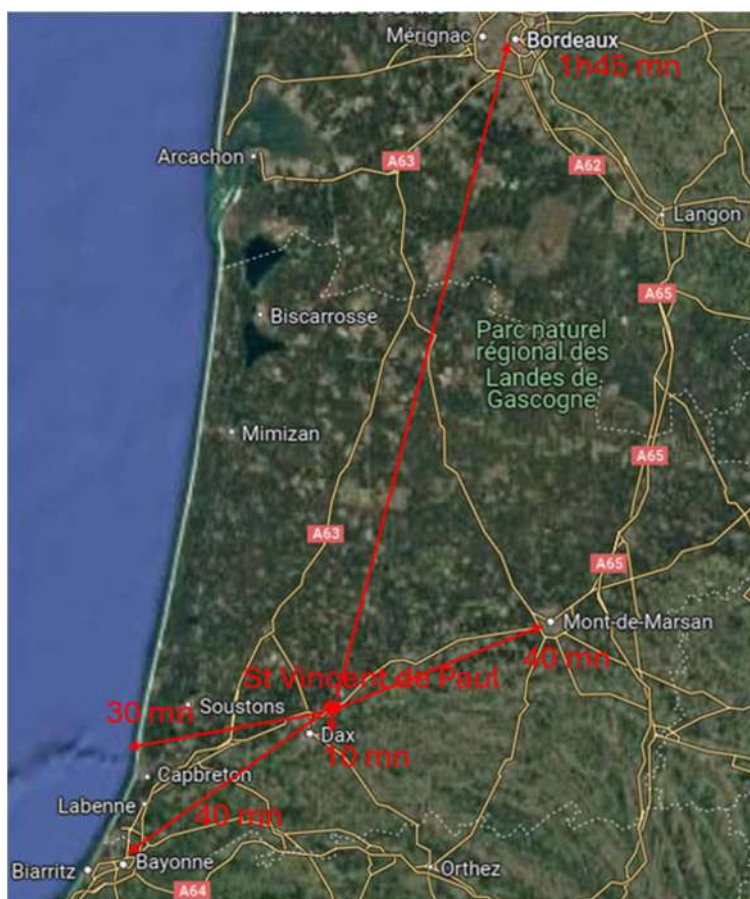 Mérignac
Bordeaux
1h45 mn
Arcachon
A63
A62
Langon
A65
Biscarrosse
Parc naturel
régional des
Landes de
Gascogne
Mimizan
A65
A63
A65
Mont-de-Marsan
40 mn
St Vincent de Paul
Soustons
30 mn
Dax
10 mn
Capbreton
Labenne
40 mn
Bayonne
Biarritz
Orthez
A64